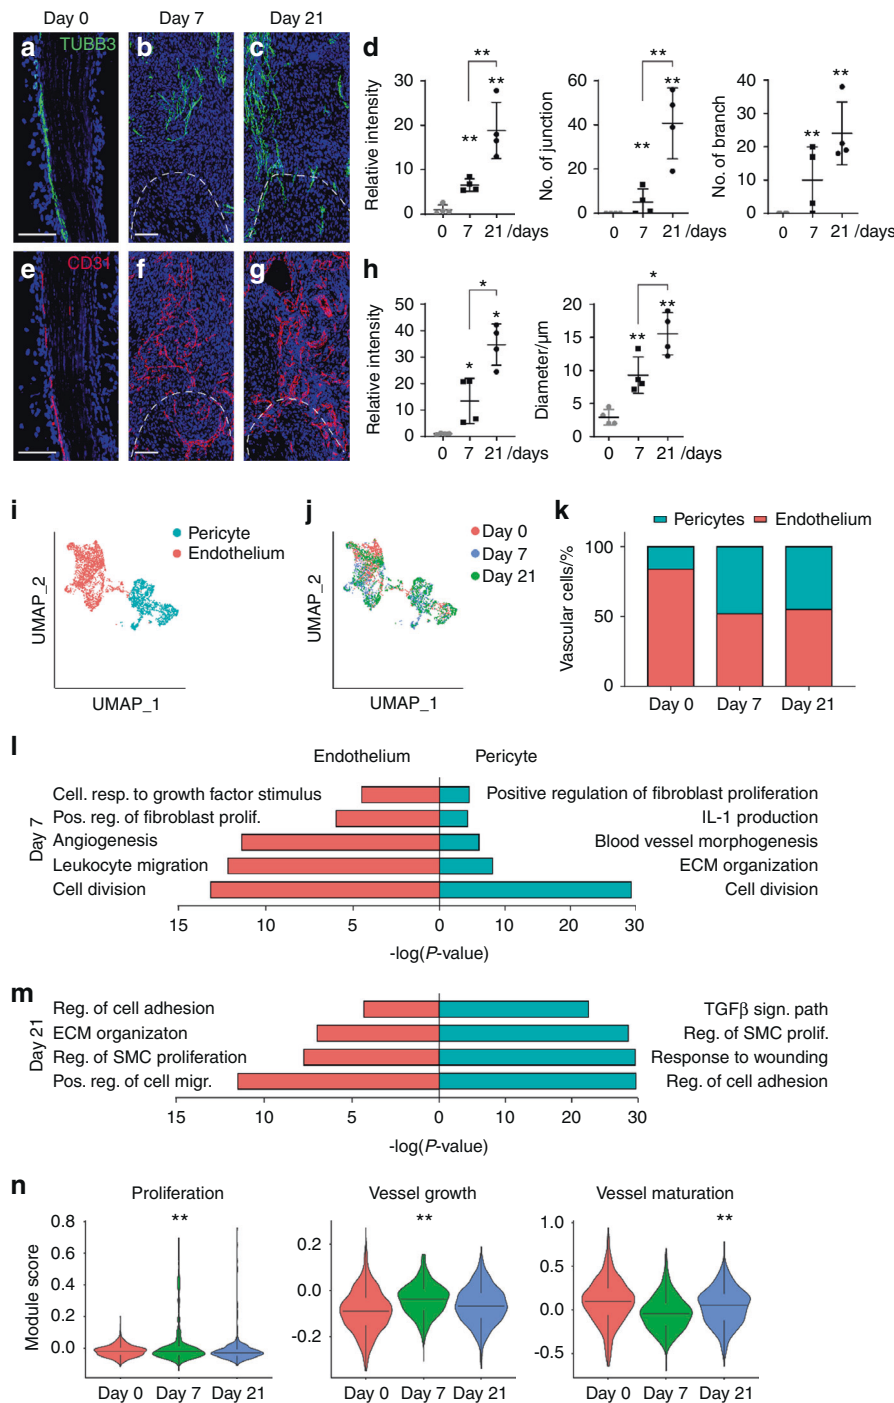 Day 0 Day 7 Day 21
a TUBB3 b c d
** ** **
Relative intensity
30
20
10
0
0 7 21 /days
** ** **
No. of junction
60
40
20
0
0 7 21 /days
** **
No. of branch
50
40
30
20
10
0
0 7 21 /days
e CD31 f g h
* * *
Relative intensity
50
40
30
20
10
0
0 7 21 /days
* ** **
Diameter/µm
20
15
10
5
0
0 7 21 /days
i
Pericyte
Endothelium
UMAP_2
UMAP_1
j
Day 0
Day 7
Day 21
UMAP_2
UMAP_1
k
Pericytes Endothelium
Vascular cells/%
100
50
0
Day 0 Day 7 Day 21
l
Endothelium Pericyte
Day 7
Cell. resp. to growth factor stimulus Positive regulation of fibroblast proliferation
Pos. reg. of fibroblast prolif. IL-1 production
Angiogenesis Blood vessel morphogenesis
Leukocyte migration ECM organization
Cell division Cell division
15 10 5 0 10 20 30
-log(P-value)
m
Day 21
Reg. of cell adhesion TGFβ sign. path
ECM organizaton Reg. of SMC prolif.
Reg. of SMC proliferation Response to wounding
Pos. reg. of cell migr. Reg. of cell adhesion
15 10 5 0 10 20 30
-log(P-value)
n
Proliferation
**
Module score
0.8
0.6
0.4
0.2
0.0
Day 0 Day 7 Day 21
Vessel growth
**
0.2
0.0
-0.2
Day 0 Day 7 Day 21
Vessel maturation
**
1.0
0.5
0.0
-0.5
Day 0 Day 7 Day 21